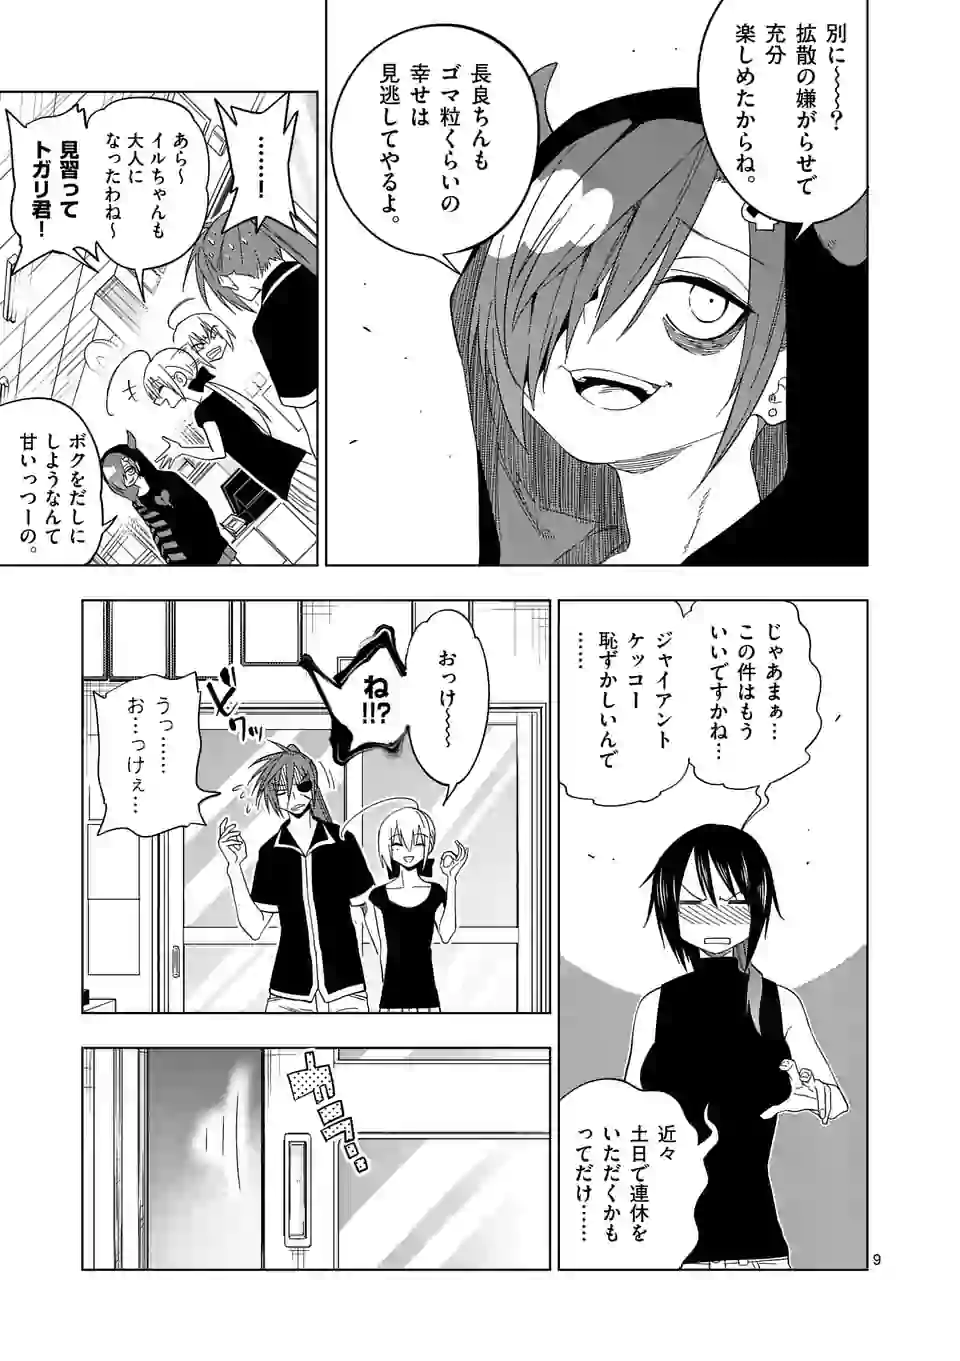 別に〜〜〜？
拡散の嫌がらせで
充分
楽しめたからね。
長良ちんも
ゴマ粒くらいの
幸せは
見逃してやるよ。
………！
あら〜
イルちゃんも
大人に
なったわね〜
見習って
トガリ君！
ボクをだしに
しようなんて
甘いっつーの。
じゃあまぁ…
この件はもう
いいですかね…
ジャイアント
ケッコー
恥ずかしいんで
……
近々
土日で連休を
いただくかも
ってだけ……
おっけ〜〜
ね!!?
ビクッ
うっ……
お…っけぇ…
カララ…
9